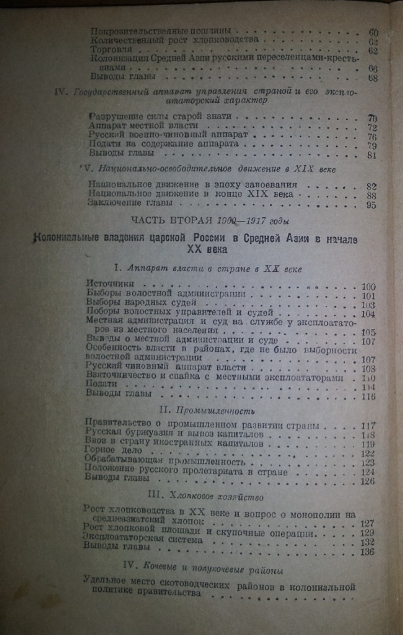 Покровительственные пошлины . . . 60
Количественный рост хлопководства . . . 62
Торговля . . . 62
Колонизация Средней Азии русскими переселенцами-кресть-
янами . . . 66
Выводы главы . . . 68
IV. Государственный аппарат управления страной и его экспло-
ататорский характер
Разрушение силы старой знати . . . 70
Аппарат местной власти . . . 72
Русский военно-чиновный аппарат . . . 76
Подати на содержание аппарата . . . 79
Выводы главы . . . 81
V. Национально-освободительное движение в XIX веке
Национальное движение в эпоху завоевания . . . 82
Национальное движение в конце XIX века . . . 88
Заключение главы . . . 95
ЧАСТЬ ВТОРАЯ 1900—1917 годы
Колониальные владения царской России в Средней Азии в начале
XX века
I. Аппарат власти в стране в XX веке
Источники . . . 100
Выборы волостной администрации . . . 101
Выборы народных судей . . . 103
Поборы волостных управителей и судей . . . 104
Местная администрация и суд на службе у эксплоатато-
ров из местного населения . . . 105
Выводы о местной администрации и суде . . . 107
Особенность власти в районах, где не было выборности
волостной администрации . . . 107
Русский чиновный аппарат власти . . . 108
Взяточничество и спайка с местными эксплоататорами . . . 110
Подати . . . 114
Выводы главы . . . 116
II. Промышленность
Правительство о промышленном развитии страны . . . 117
Русская буржуазия и вывоз капиталов . . . 118
Ввоз в страну иностранных капиталов . . . 119
Горное дело . . . 122
Обрабатывающая промышленность . . . 123
Положение русского пролетариата в стране . . . 124
Выводы главы . . . 126
III. Хлопковое хозяйство
Рост хлопководства в XX веке и вопрос о монополии на
среднеазиатский хлопок . . . 127
Рост хлопковой площади и скупочные операции . . . 129
Эксплоататорская система . . . 132
Выводы главы . . . 136
IV. Кочевые и полукочевые районы
Удельное место скотоводческих районов в колониальной
политике правительства . . .